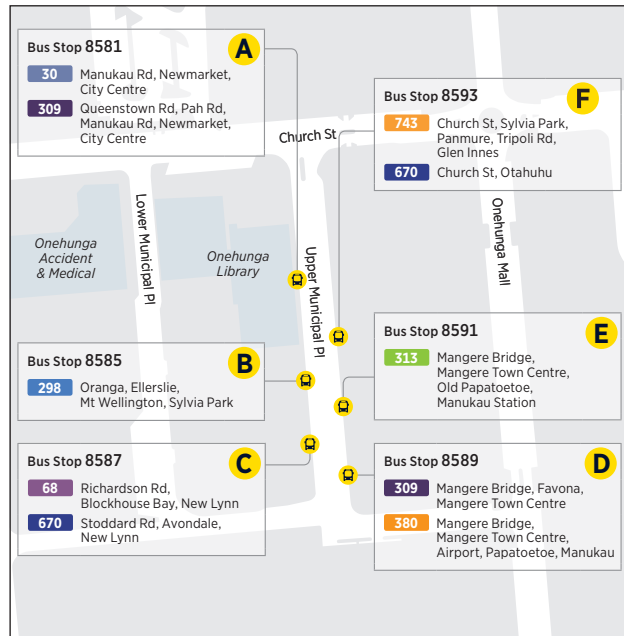 Bus Stop 8581
A
30
Manukau Rd, Newmarket,
City Centre
309
Queenstown Rd, Pah Rd,
Manukau Rd, Newmarket,
City Centre
Church St
Bus Stop 8593
F
743
Church St, Sylvia Park,
Panmure, Tripoli Rd,
Glen Innes
670
Church St, Otahuhu
Lower Municipal Pl
Upper Municipal Pl
Onehunga Mall
Onehunga
Accident
& Medical
Onehunga
Library
Bus Stop 8585
B
298
Oranga, Ellerslie,
Mt Wellington, Sylvia Park
Bus Stop 8591
E
313
Mangere Bridge,
Mangere Town Centre,
Old Papatoetoe,
Manukau Station
Bus Stop 8587
C
68
Richardson Rd,
Blockhouse Bay, New Lynn
670
Stoddard Rd, Avondale,
New Lynn
Bus Stop 8589
D
309
Mangere Bridge, Favona,
Mangere Town Centre
380
Mangere Bridge,
Mangere Town Centre,
Airport, Papatoetoe, Manukau